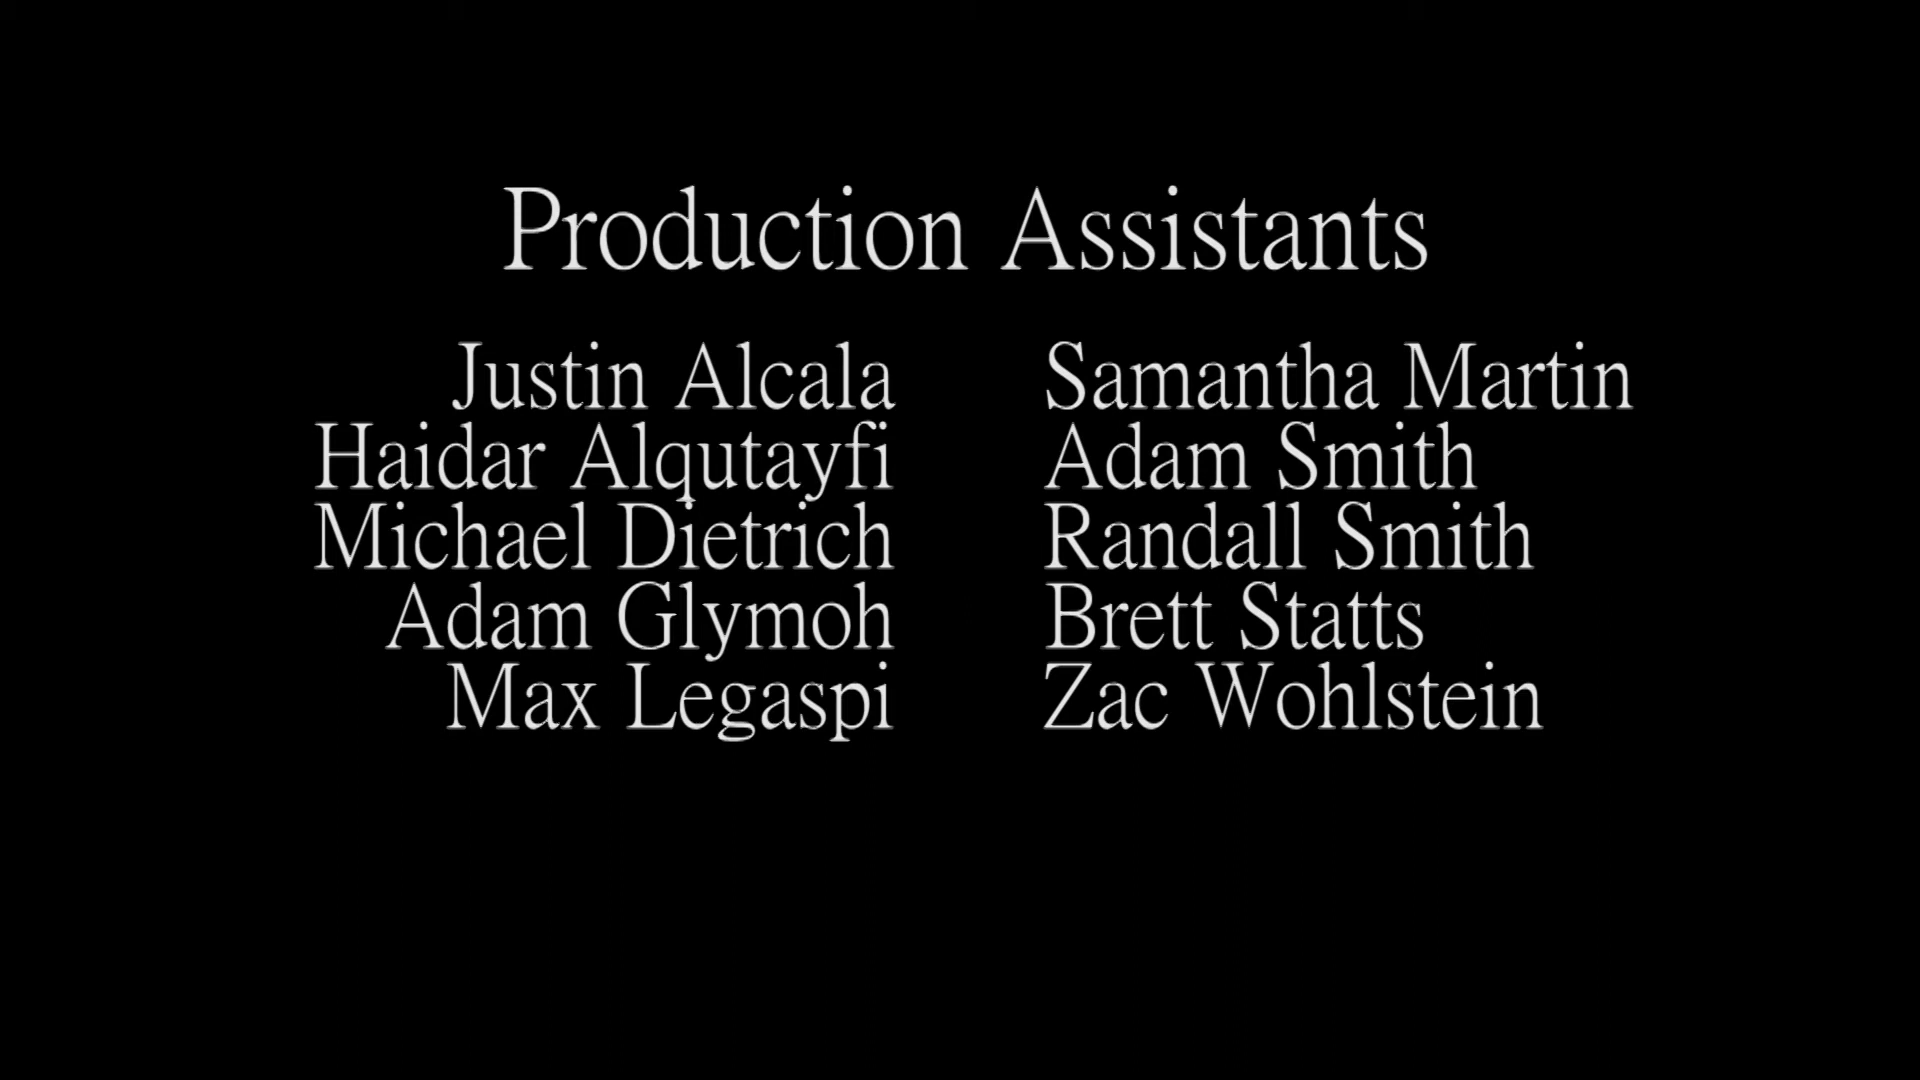 Production Assistants
Justin Alcala
Haidar Alqutayfi
Michael Dietrich
Adam Glymoh
Max Legaspi
Samantha Martin
Adam Smith
Randall Smith
Brett Statts
Zac Wohlstein